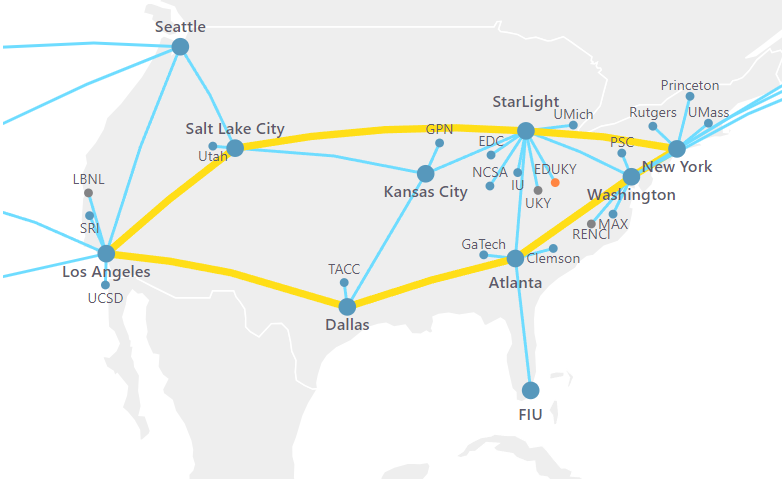 Seattle
Princeton
StarLight
UMich
Rutgers
UMass
Salt Lake City
GPN
EDC
PSC
Utah
New York
LBNL
Kansas City
NCSA
IU
EDUKY
UKY
Washington
SRI
MAX
RENCI
GaTech
Clemson
Los Angeles
TACC
Atlanta
UCSD
Dallas
FIU